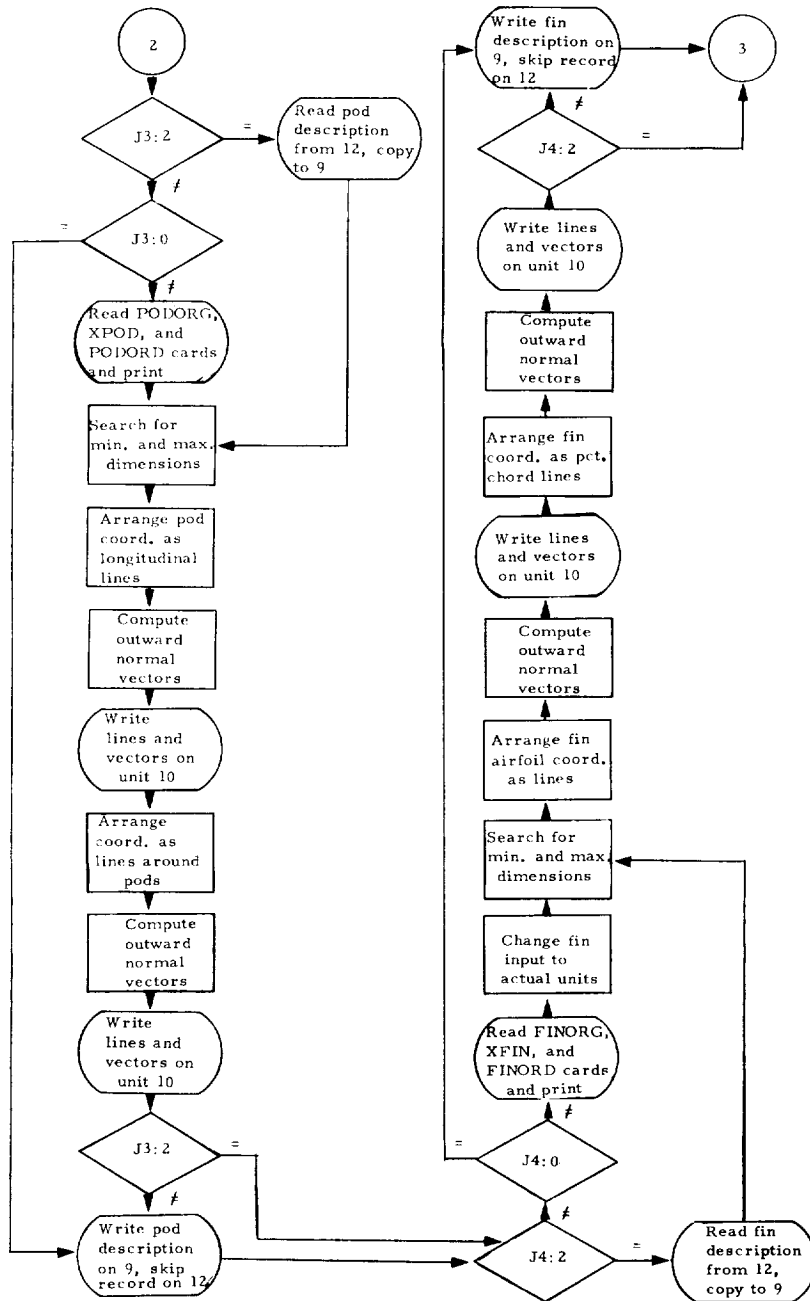 2
J3:2
=
Read pod
description
from 12, copy
to 9
≠
J3:0
=
≠
Read PODORG,
XPOD, and
PODORD cards
and print
Search for
min. and max.
dimensions
Arrange pod
coord. as
longitudinal
lines
Compute
outward
normal
vectors
Write
lines and
vectors on
unit 10
Arrange
coord. as
lines around
pods
Compute
outward
normal
vectors
Write
lines and
vectors on
unit 10
J3:2
=
≠
Write pod
description
on 9, skip
record on 12
Write fin
description on
9, skip record
on 12
3
≠
J4:2
=
Write lines
and vectors
on unit 10
Compute
outward
normal
vectors
Arrange fin
coord. as pct.
chord lines
Write lines
and vectors
on unit 10
Compute
outward
normal
vectors
Arrange fin
airfoil coord.
as lines
Search for
min. and max.
dimensions
Change fin
input to
actual units
Read FINORG,
XFIN, and
FINORD cards
and print
≠
J4:0
=
≠
J4:2
=
Read fin
description
from 12,
copy to 9